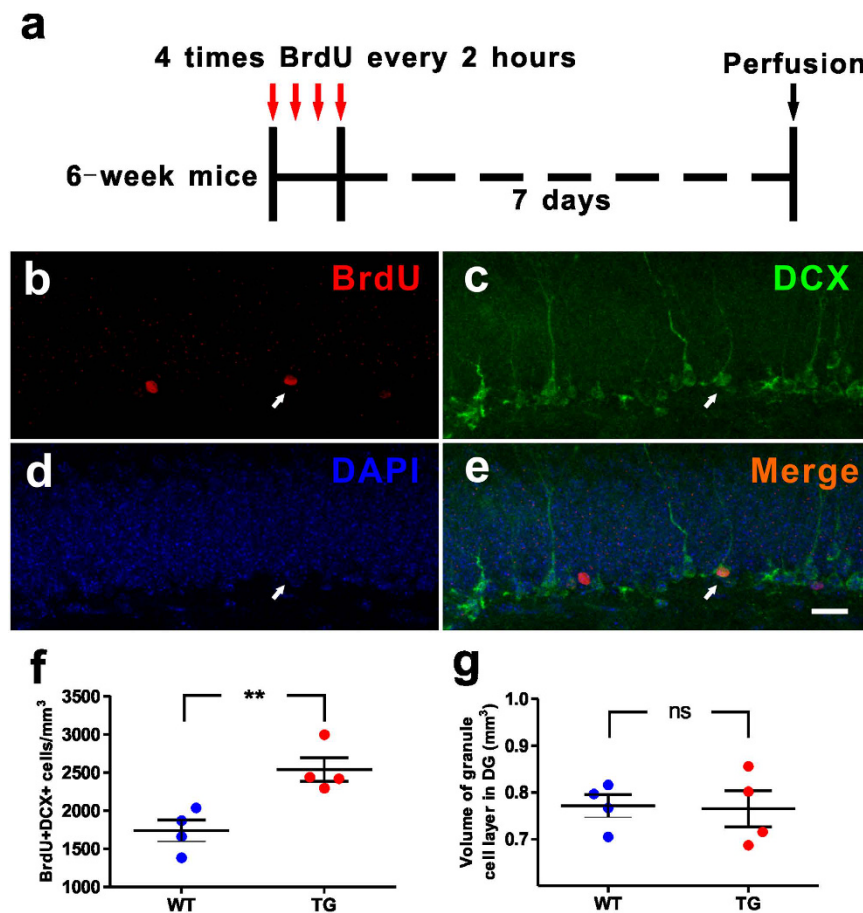 a
4 times BrdU every 2 hours
Perfusion
6-week mice
7 days
b
BrdU
c
DCX
d
DAPI
e
Merge
f
BrdU+DCX+ cells/mm³
3500
3000
2500
2000
1500
1000
**
WT
TG
g
Volume of granule
cell layer in DG (mm³)
1.0
0.9
0.8
0.7
ns
WT
TG